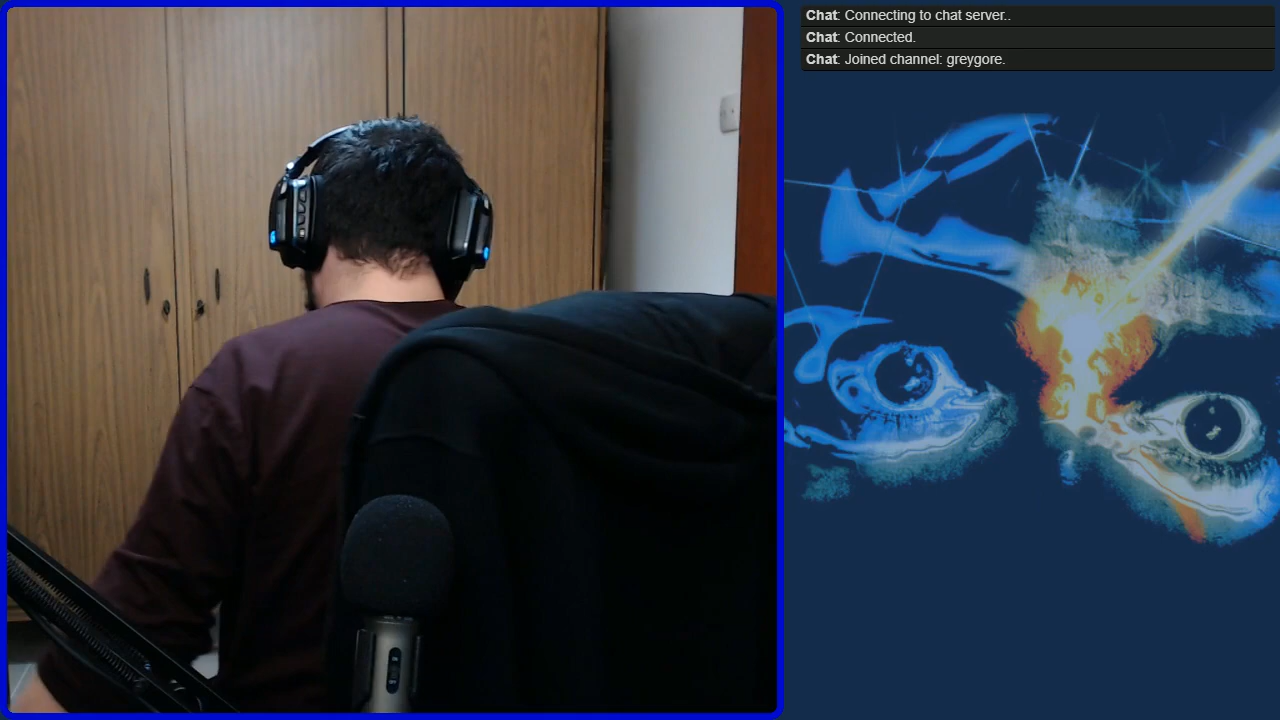 Chat: Connecting to chat server..
Chat: Connected.
Chat: Joined channel: greygore.